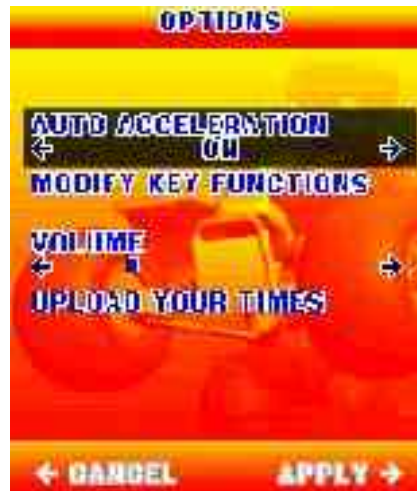 OPTIONS
AUTO ACCELERATION
← ON →
MODIFY KEY FUNCTIONS
VOLUME
← →
UPLOAD YOUR TIMES
← CANCEL APPLY →